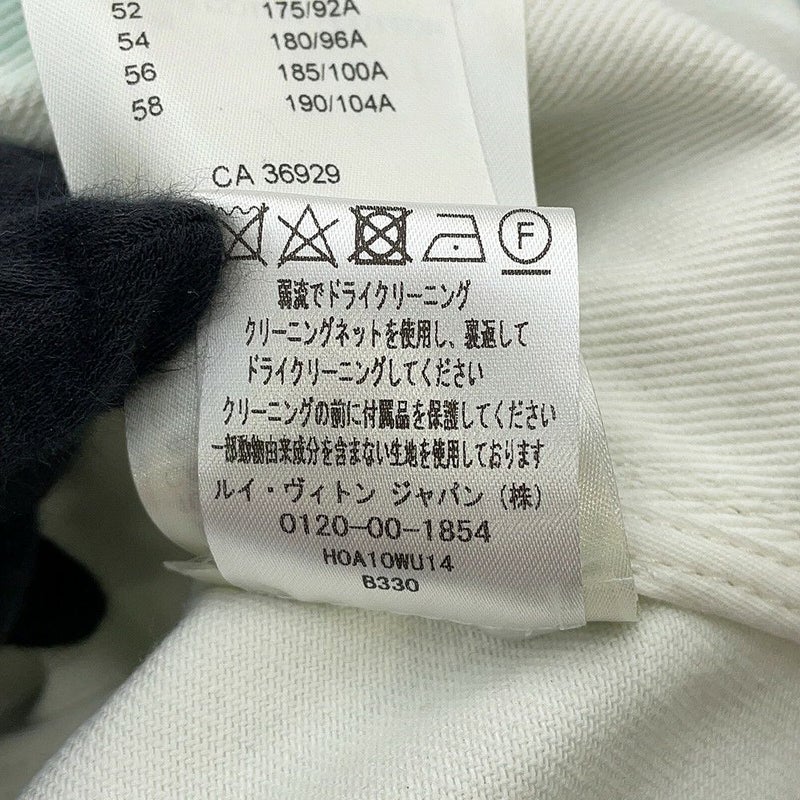 52 175/92A
54 180/96A
56 185/100A
58 190/104A
CA 36929
F
弱流でドライクリーニング
クリーニングネットを使用し、裏返して
ドライクリーニングしてください
クリーニングの前に付属品を保護してください
一部動物由来成分を含まない生地を使用しております
ルイ・ヴィトン ジャパン (株)
0120-00-1854
H0A10WU14
B330